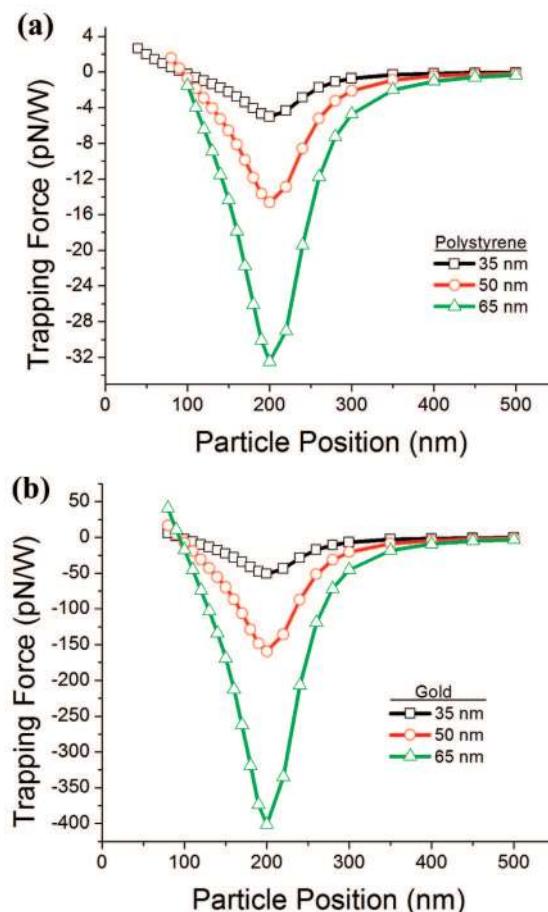 (a)
4
0
-4
-8
-12
-16
-20
-24
-28
-32
Trapping Force (pN/W)
Polystyrene
35 nm
50 nm
65 nm
0 100 200 300 400 500
Particle Position (nm)
(b)
50
0
-50
-100
-150
-200
-250
-300
-350
-400
Trapping Force (pN/W)
Gold
35 nm
50 nm
65 nm
0 100 200 300 400 500
Particle Position (nm)